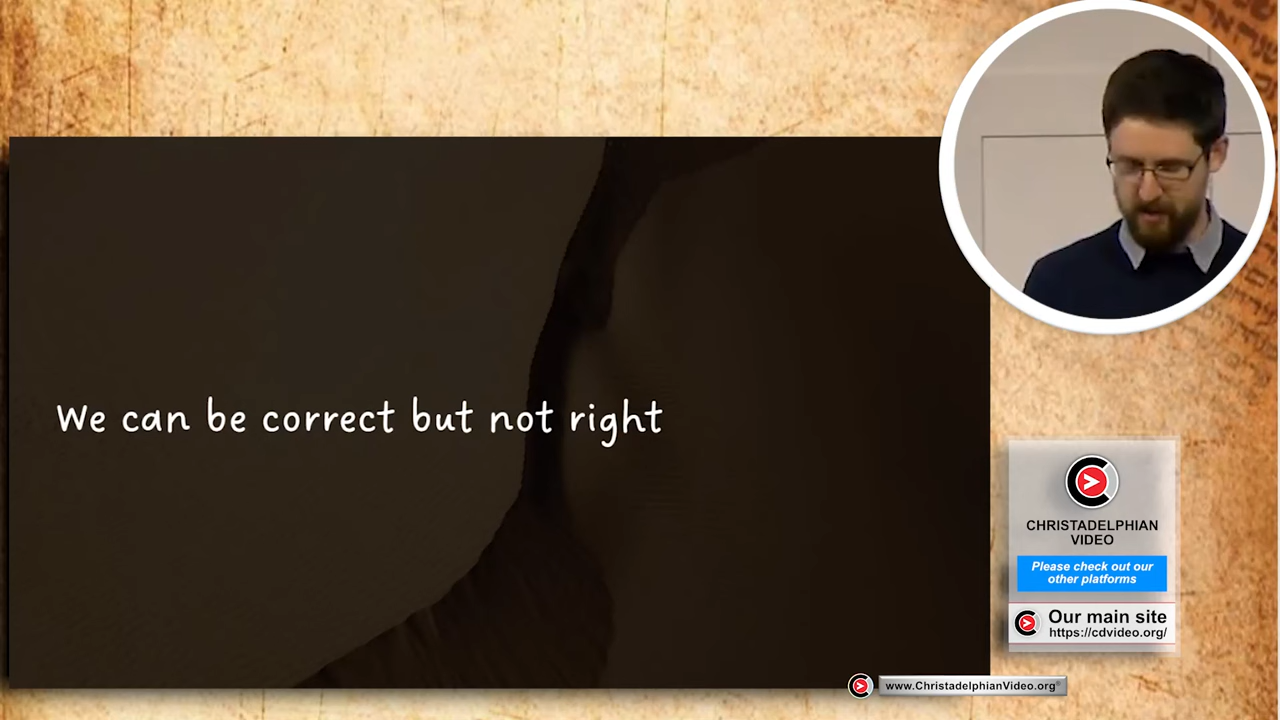 We can be correct but not right
CHRISTADELPHIAN
VIDEO
Please check out our
other platforms
Our main site
https://cdvideo.org/
www.ChristadelphianVideo.org